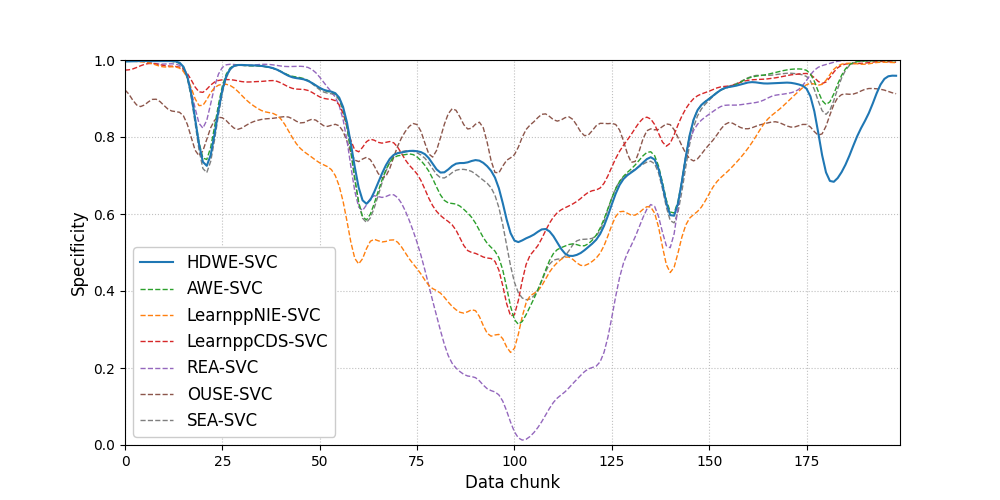 1.0
0.8
0.6
0.4
0.2
0.0
Specificity
HDWE-SVC
AWE-SVC
LearnppNIE-SVC
LearnppCDS-SVC
REA-SVC
OUSE-SVC
SEA-SVC
0 25 50 75 100 125 150 175
Data chunk